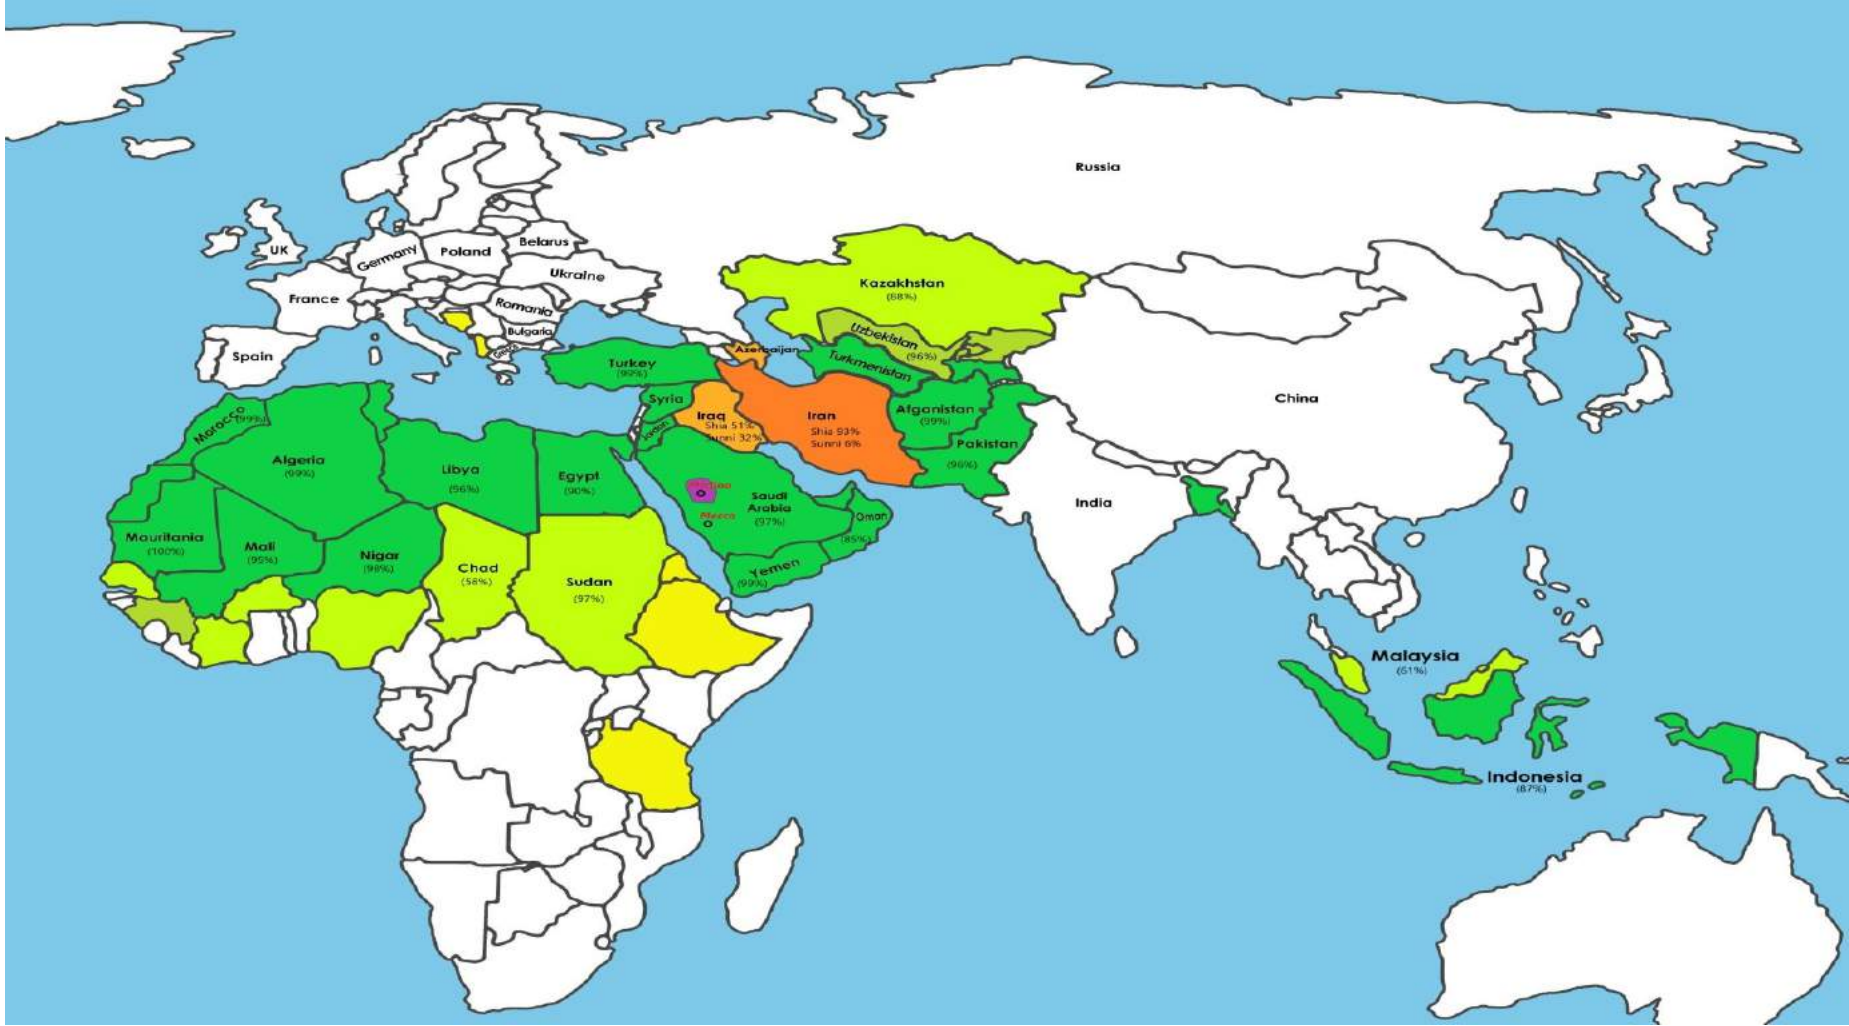 Russia
UK
Germany
Poland
Belarus
Ukraine
France
Romania
Bulgaria
Spain
Greece
Kazakhstan
(68%)
Uzbekistan
(96%)
Azerbaijan
Turkmenistan
Turkey
(99%)
Syria
Jordan
Iraq
Shia 51%
Sunni 32%
Iran
Shia 93%
Sunni 6%
Afganistan
(99%)
Pakistan
(96%)
China
India
Morocco
(99%)
Algeria
(99%)
Libya
(96%)
Egypt
(90%)
Saudi
Arabia
(97%)
Mecca
Oman
(85%)
Yemen
(99%)
Mauritania
(100%)
Mali
(95%)
Nigar
(98%)
Chad
(58%)
Sudan
(97%)
Malaysia
(61%)
Indonesia
(87%)